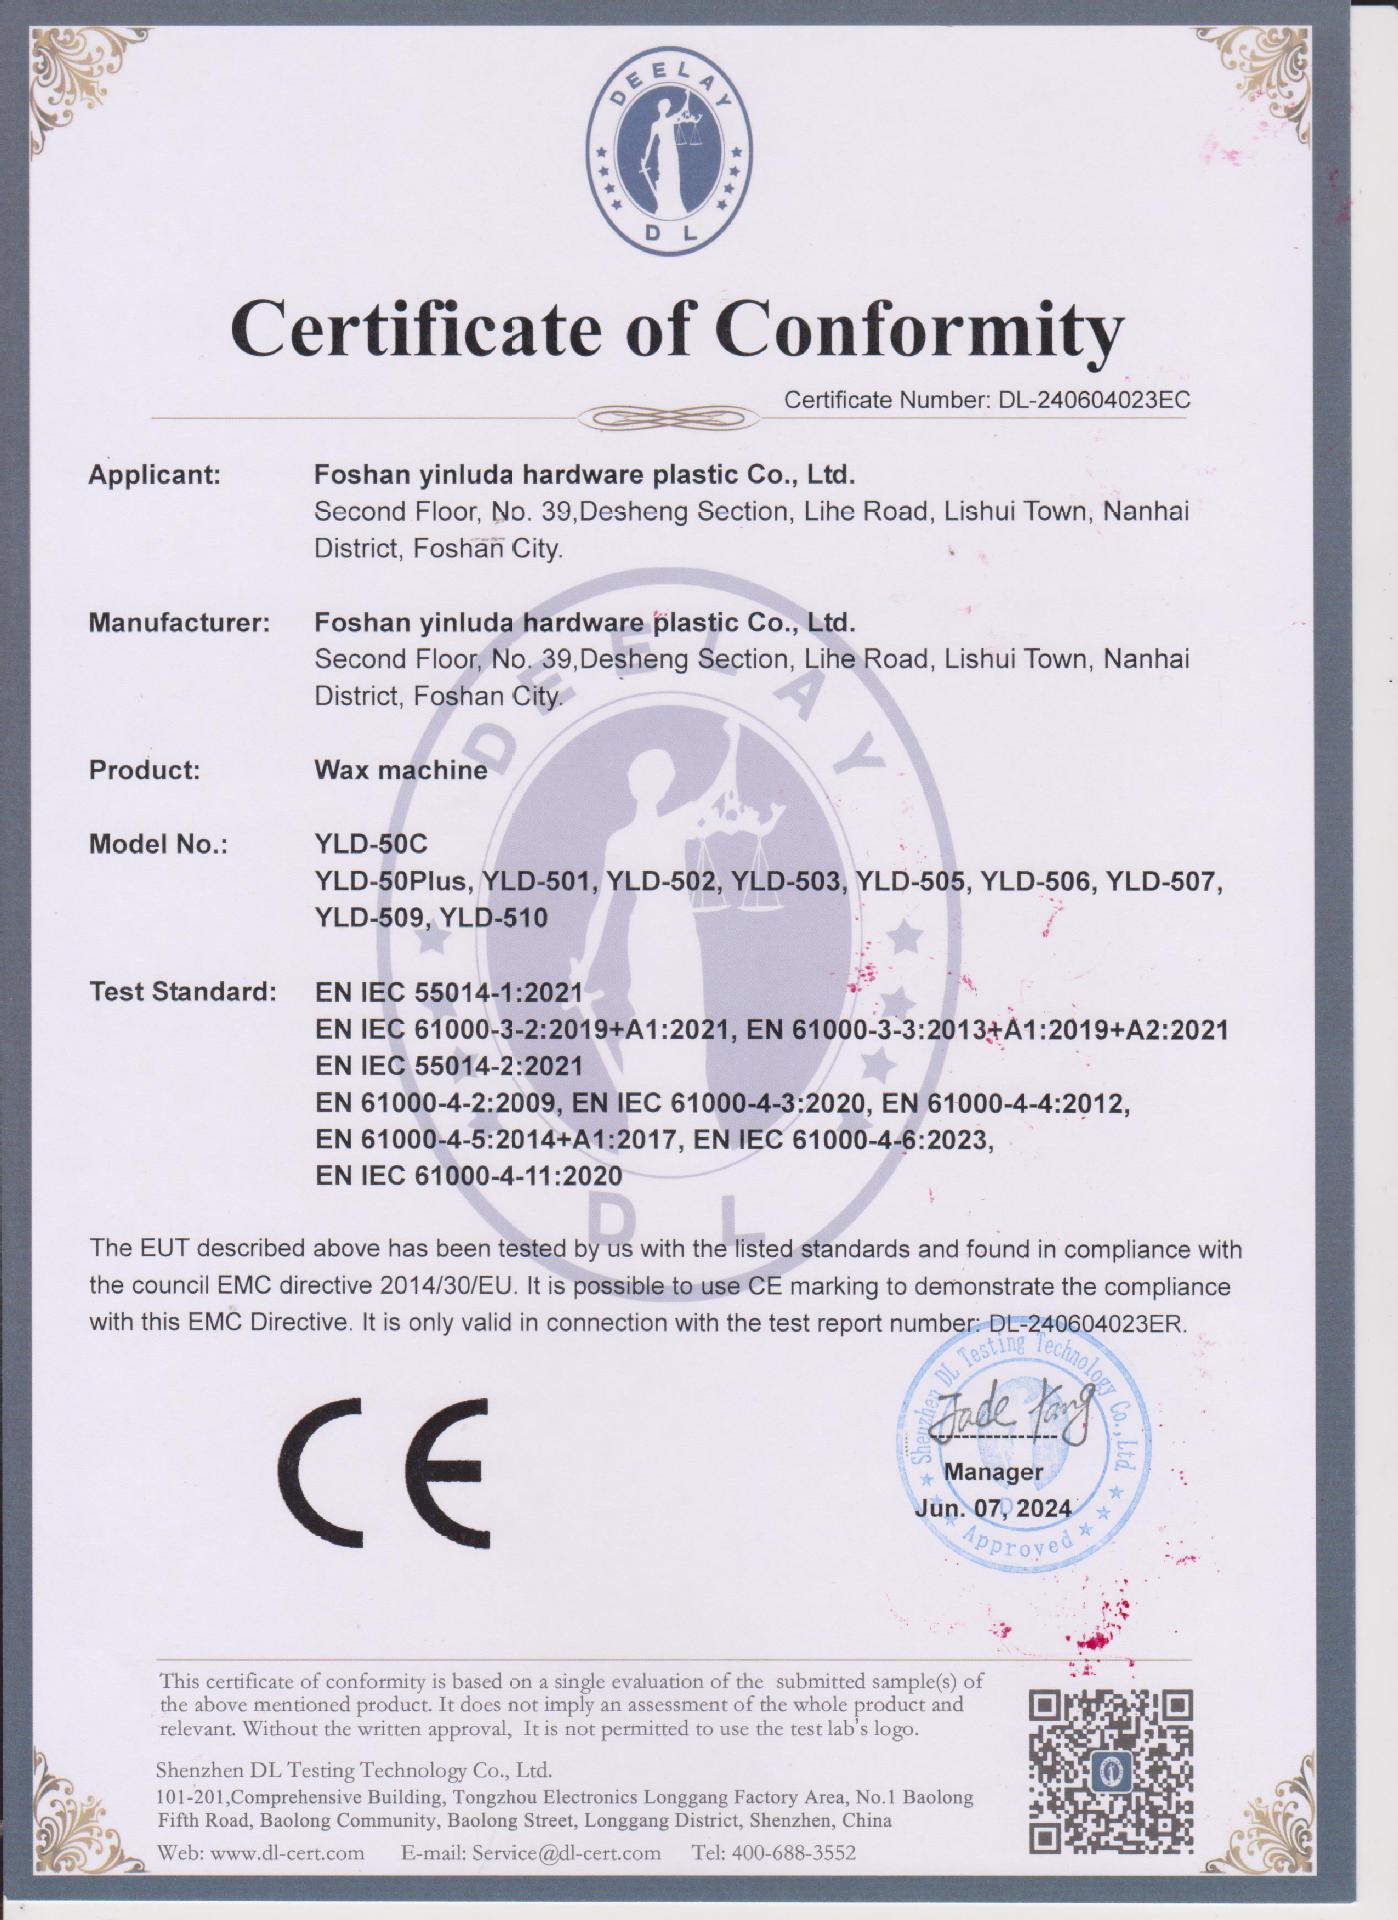 DEELAY
DL
Certificate of Conformity
Certificate Number: DL-240604023EC
Applicant: Foshan yinluda hardware plastic Co., Ltd.
Second Floor, No. 39,Desheng Section, Lihe Road, Lishui Town, Nanhai
District, Foshan City.
Manufacturer: Foshan yinluda hardware plastic Co., Ltd.
Second Floor, No. 39,Desheng Section, Lihe Road, Lishui Town, Nanhai
District, Foshan City.
Product: Wax machine
Model No.: YLD-50C
YLD-50Plus, YLD-501, YLD-502, YLD-503, YLD-505, YLD-506, YLD-507,
YLD-509, YLD-510
Test Standard: EN IEC 55014-1:2021
EN IEC 61000-3-2:2019+A1:2021, EN 61000-3-3:2013+A1:2019+A2:2021
EN IEC 55014-2:2021
EN 61000-4-2:2009, EN IEC 61000-4-3:2020, EN 61000-4-4:2012,
EN 61000-4-5:2014+A1:2017, EN IEC 61000-4-6:2023,
EN IEC 61000-4-11:2020
DEELAY
DL
The EUT described above has been tested by us with the listed standards and found in compliance with
the council EMC directive 2014/30/EU. It is possible to use CE marking to demonstrate the compliance
with this EMC Directive. It is only valid in connection with the test report number: DL-240604023ER.
CE
Shenzhen DL Testing Technology Co., Ltd.
Jade Yang
Manager
Jun. 07, 2024
Approved
This certificate of conformity is based on a single evaluation of the submitted sample(s) of
the above mentioned product. It does not imply an assessment of the whole product and
relevant. Without the written approval, It is not permitted to use the test lab's logo.
Shenzhen DL Testing Technology Co., Ltd.
101-201,Comprehensive Building, Tongzhou Electronics Longgang Factory Area, No.1 Baolong
Fifth Road, Baolong Community, Baolong Street, Longgang District, Shenzhen, China
Web: www.dl-cert.com E-mail: Service@dl-cert.com Tel: 400-688-3552